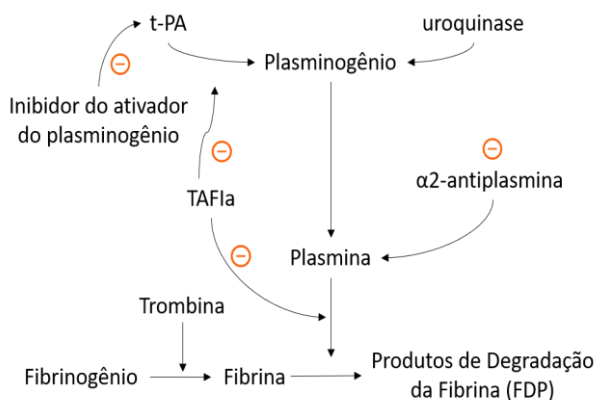 t-PA
uroquinase
Plasminogênio
Inibidor do ativador
do plasminogênio
TAFIa
α2-antiplasmina
Plasmina
Trombina
Fibrinogênio
Fibrina
Produtos de Degradação
da Fibrina (FDP)